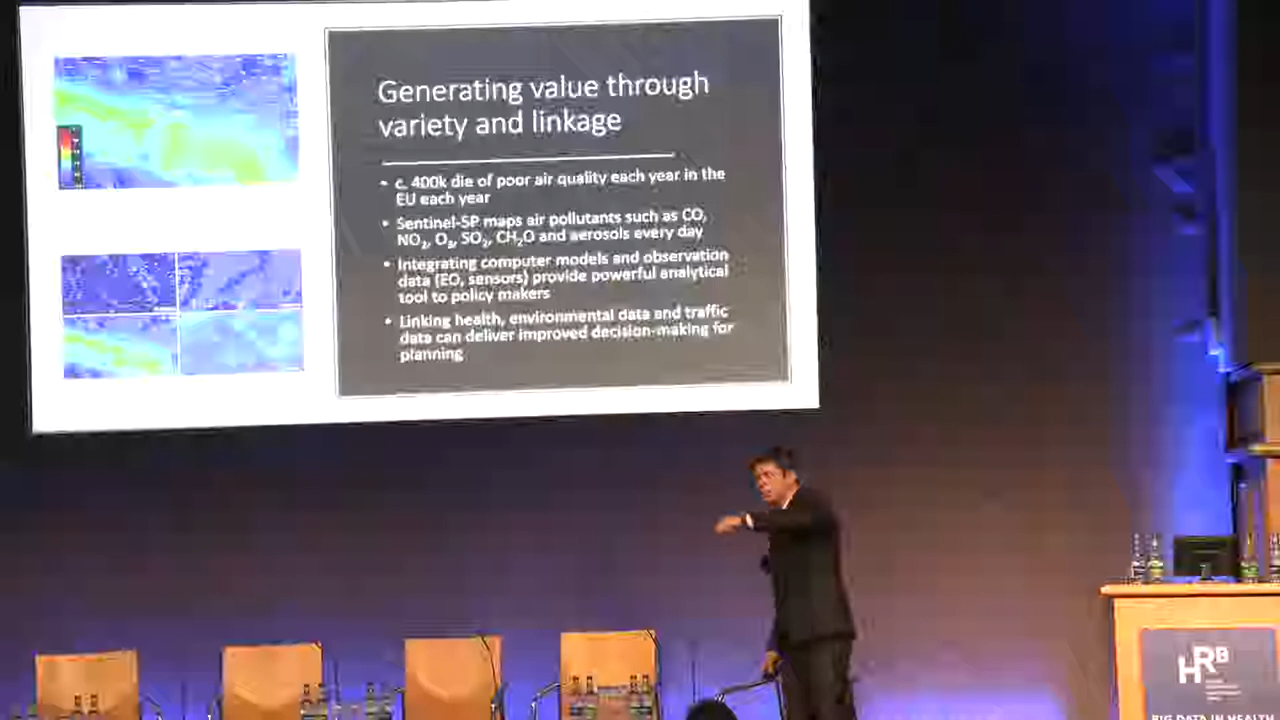 Generating value through
variety and linkage
• c. 400k die of poor air quality each year in the
EU each year
• Sentinel-5P maps air pollutants such as CO,
NO₂, O₃, SO₂, CH₂O and aerosols every day
• Integrating computer models and observation
data (EO, sensors) provide powerful analytical
tool to policy makers
• Linking health, environmental data and traffic
data can deliver improved decision-making for
planning
HRB
BIG DATA IN HEALTH